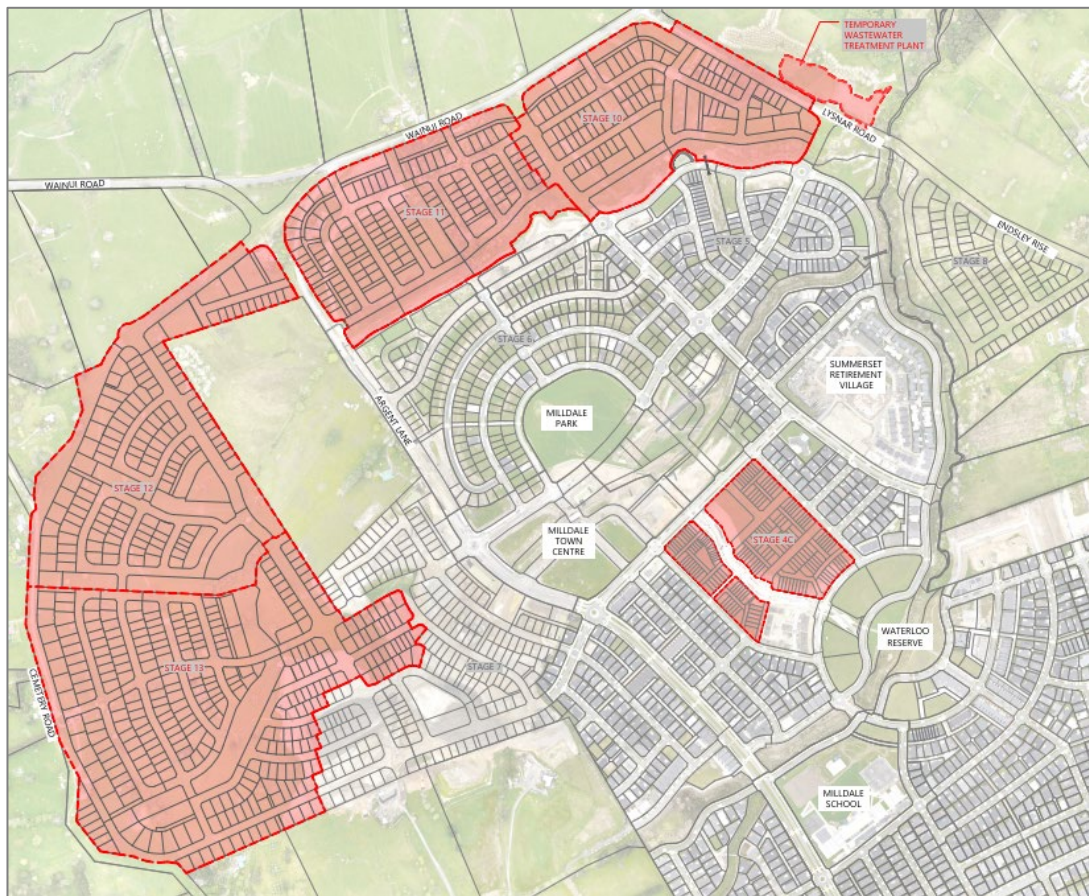 TEMPORARY
WASTEWATER
TREATMENT PLANT
LYSNAR ROAD
WAINUI ROAD
STAGE 10
WAINUI ROAD
STAGE 11
STAGE 5
ENDSLEY RISE
STAGE 8
STAGE 6
SUMMERSET
RETIREMENT
VILLAGE
ARGENT LANE
MILLDALE
PARK
STAGE 12
MILLDALE
TOWN
CENTRE
STAGE 4C
WATERLOO
RESERVE
STAGE 13
STAGE 7
CEMETERY ROAD
MILLDALE
SCHOOL